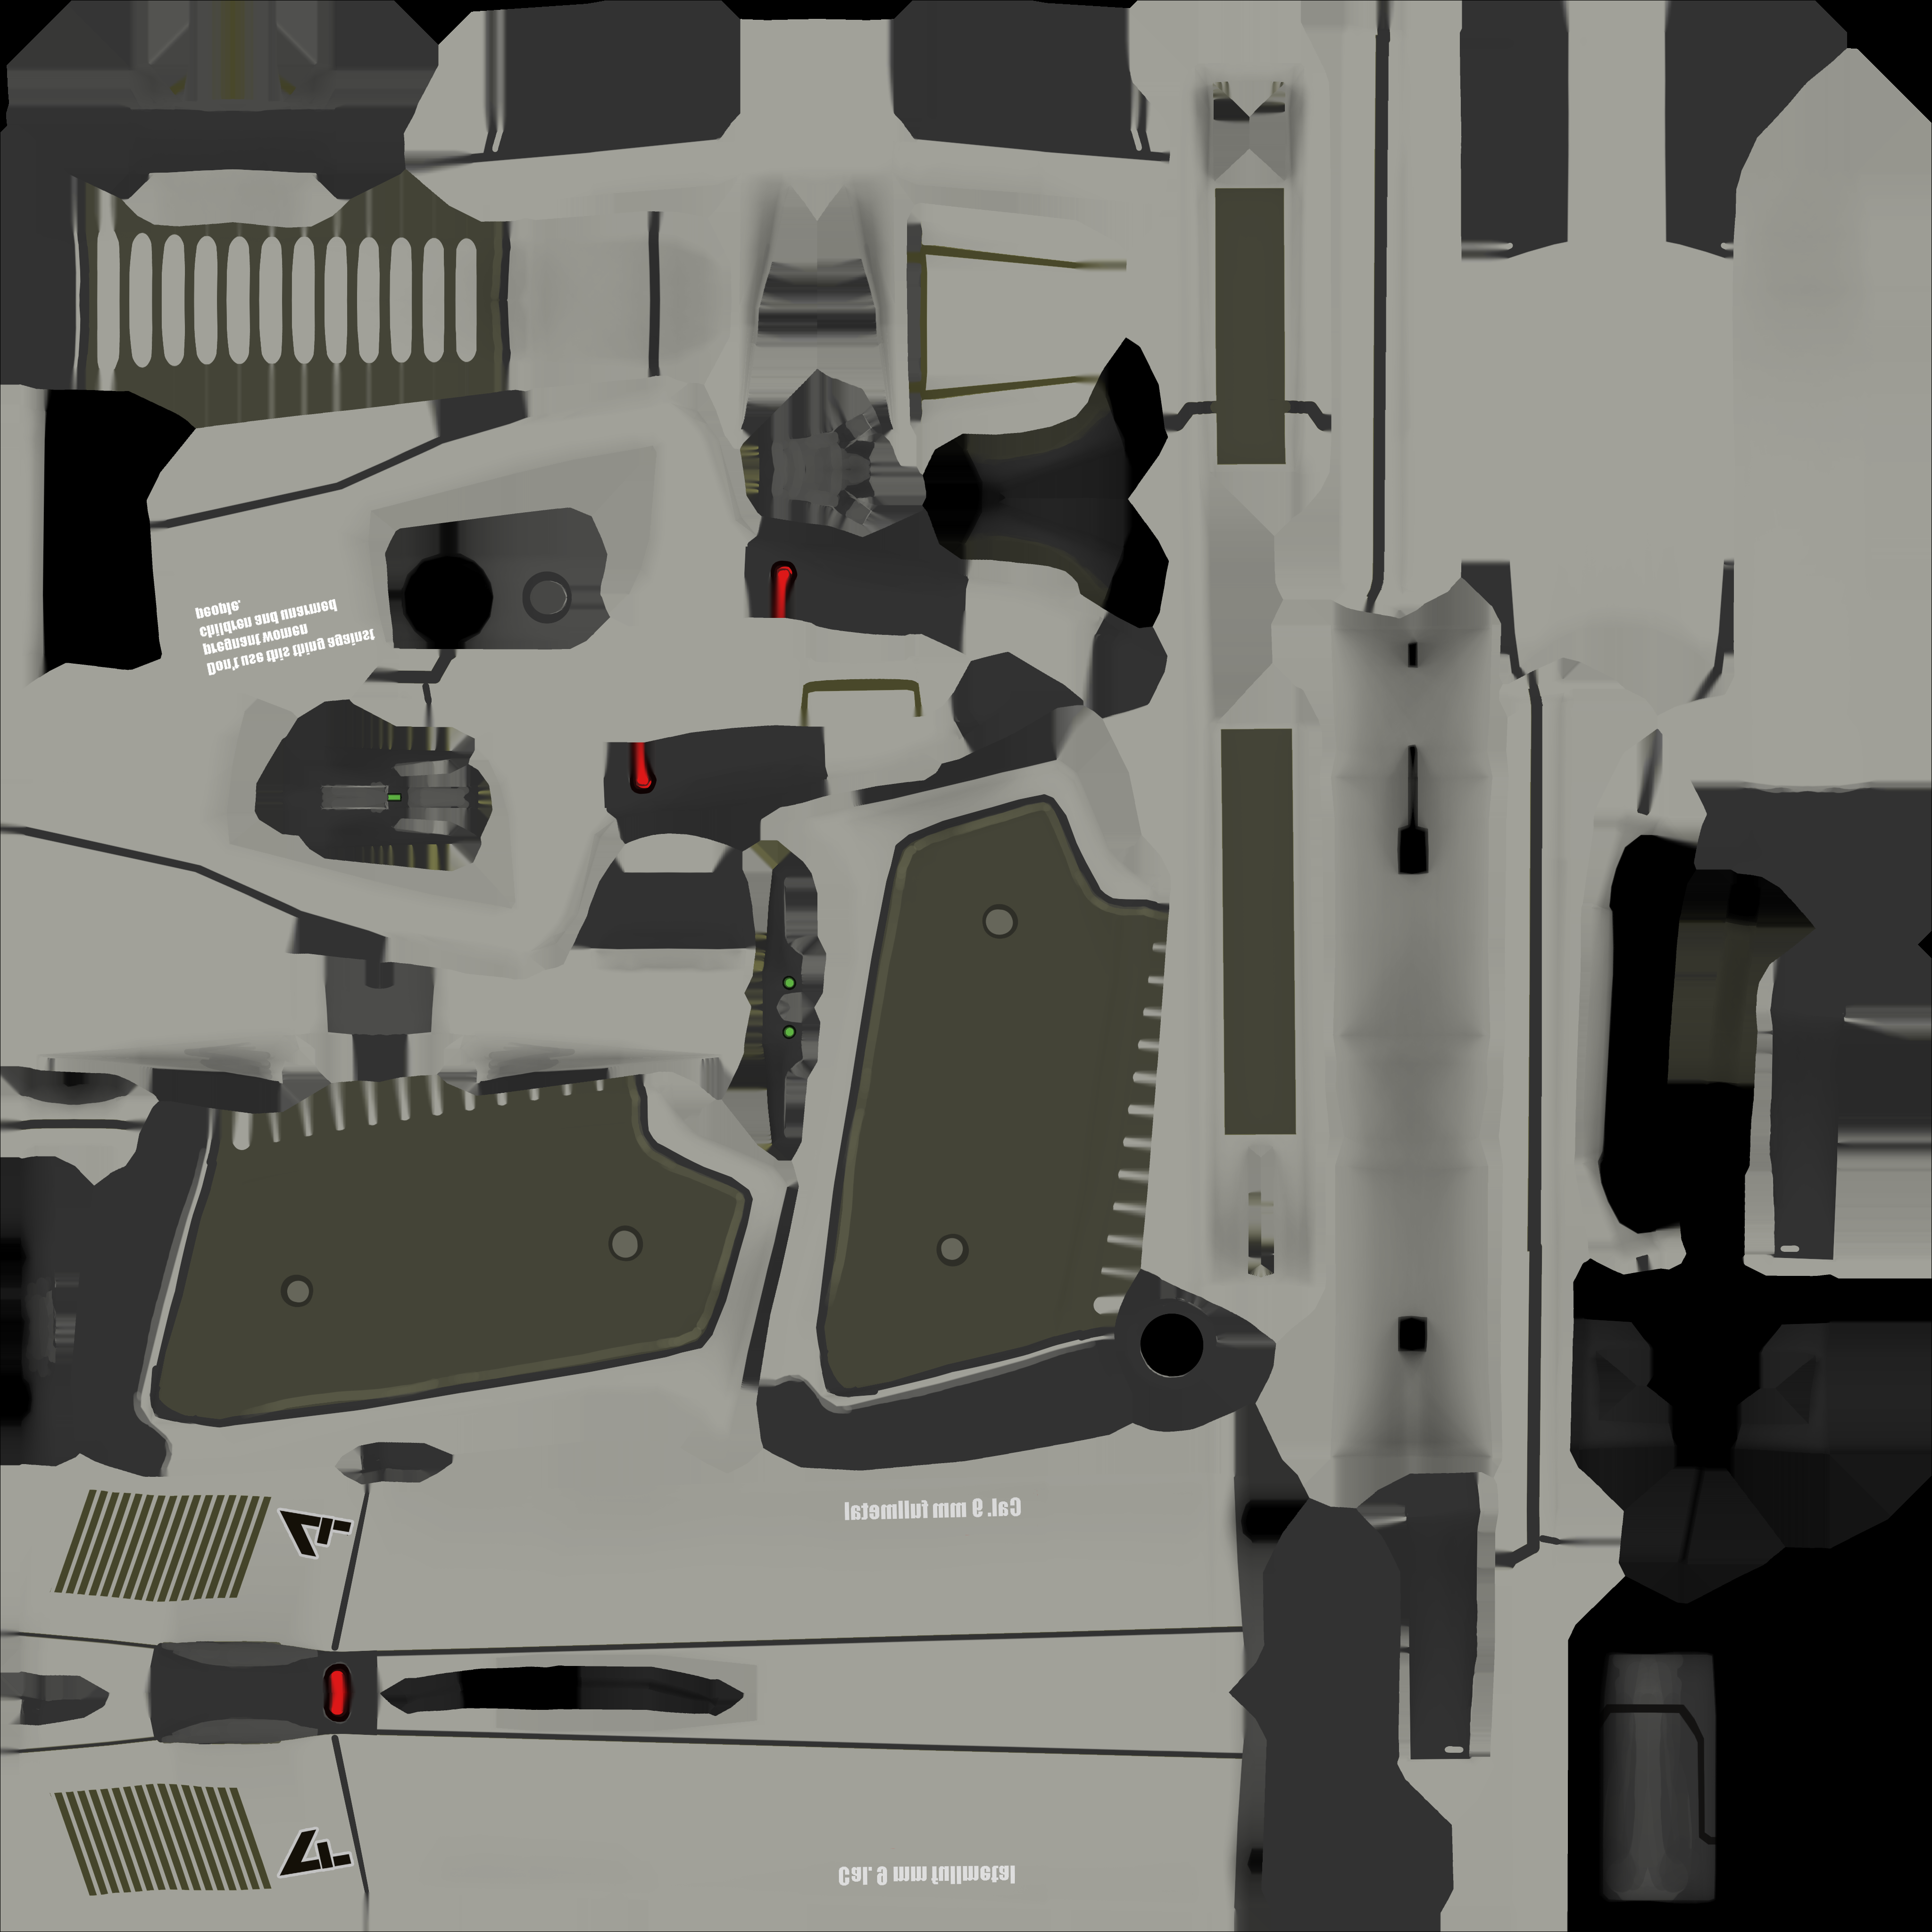 Don't use this thing against
pregnant women
children and unarmed
people.
Cal. 9 mm fullmetal
Cal. 9 mm fullmetal